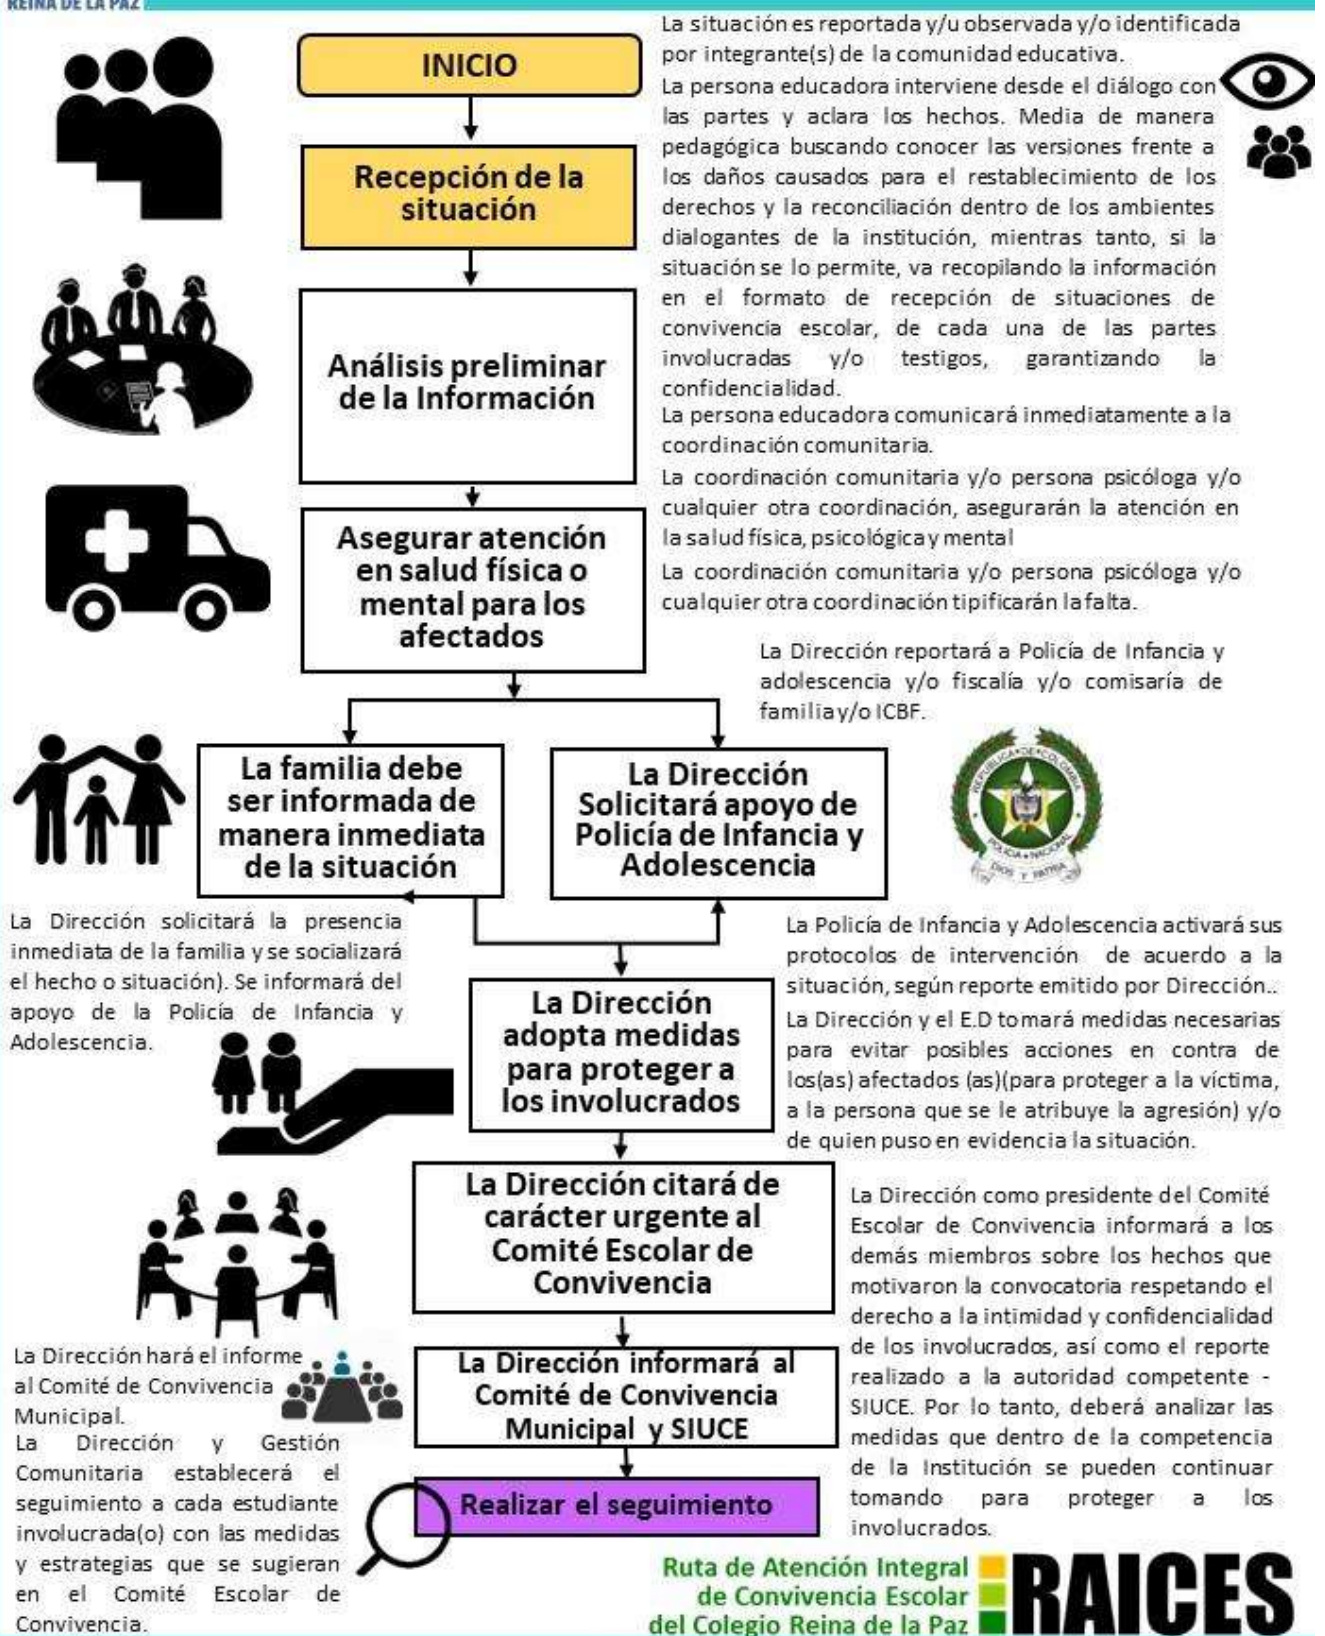 REINA DE LA PAZ
INICIO
Recepción de la
situación
Análisis preliminar
de la Información
Asegurar atención
en salud física o
mental para los
afectados
La situación es reportada y/u observada y/o identificada
por integrante(s) de la comunidad educativa.
La persona educadora interviene desde el diálogo con
las partes y aclara los hechos. Media de manera
pedagógica buscando conocer las versiones frente a
los daños causados para el restablecimiento de los
derechos y la reconciliación dentro de los ambientes
dialogantes de la institución, mientras tanto, si la
situación se lo permite, va recopilando la información
en el formato de recepción de situaciones de
convivencia escolar, de cada una de las partes
involucradas y/o testigos, garantizando la
confidencialidad.
La persona educadora comunicará inmediatamente a la
coordinación comunitaria.
La coordinación comunitaria y/o persona psicóloga y/o
cualquier otra coordinación, asegurarán la atención en
la salud física, psicológica y mental
La coordinación comunitaria y/o persona psicóloga y/o
cualquier otra coordinación tipificarán la falta.
La Dirección reportará a Policía de Infancia y
adolescencia y/o fiscalía y/o comisaría de
familia y/o ICBF.
La familia debe
ser informada de
manera inmediata
de la situación
La Dirección
Solicitará apoyo de
Policía de Infancia y
Adolescencia
REPUBLICA DE COLOMBIA
POLICIA NACIONAL
DIOS Y PATRIA
La Dirección solicitará la presencia
inmediata de la familia y se socializará
el hecho o situación). Se informará del
apoyo de la Policía de Infancia y
Adolescencia.
La Policía de Infancia y Adolescencia activará sus
protocolos de intervención de acuerdo a la
situación, según reporte emitido por Dirección..
La Dirección y el E.D tomará medidas necesarias
para evitar posibles acciones en contra de
los(as) afectados (as)(para proteger a la víctima,
a la persona que se le atribuye la agresión) y/o
de quien puso en evidencia la situación.
La Dirección
adopta medidas
para proteger a
los involucrados
La Dirección citará de
carácter urgente al
Comité Escolar de
Convivencia
La Dirección como presidente del Comité
Escolar de Convivencia informará a los
demás miembros sobre los hechos que
motivaron la convocatoria respetando el
derecho a la intimidad y confidencialidad
de los involucrados, así como el reporte
realizado a la autoridad competente -
SIUCE. Por lo tanto, deberá analizar las
medidas que dentro de la competencia
de la Institución se pueden continuar
tomando para proteger a los
involucrados.
La Dirección hará el informe
al Comité de Convivencia
Municipal.
La Dirección y Gestión
Comunitaria establecerá el
seguimiento a cada estudiante
involucrada(o) con las medidas
y estrategias que se sugieran
en el Comité Escolar de
Convivencia.
La Dirección informará al
Comité de Convivencia
Municipal y SIUCE
Realizar el seguimiento
Ruta de Atención Integral
de Convivencia Escolar
del Colegio Reina de la Paz
RAICES